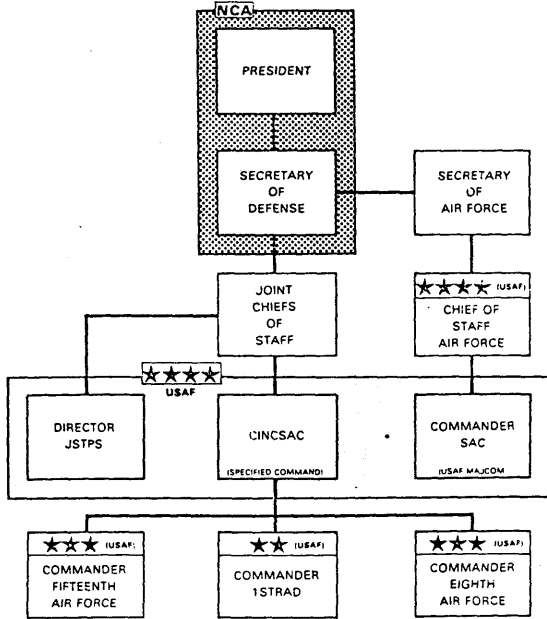 NCA
PRESIDENT
SECRETARY
OF
DEFENSE
SECRETARY
OF
AIR FORCE
JOINT
CHIEFS
OF
STAFF
(USAF)
CHIEF OF
STAFF
AIR FORCE
USAF
DIRECTOR
JSTPS
CINCSAC
(SPECIFIED COMMAND)
COMMANDER
SAC
(USAF MAJCOM
(USAF)
COMMANDER
FIFTEENTH
AIR FORCE
(USAF)
COMMANDER
1STRAD
(USAF)
COMMANDER
EIGHTH
AIR FORCE